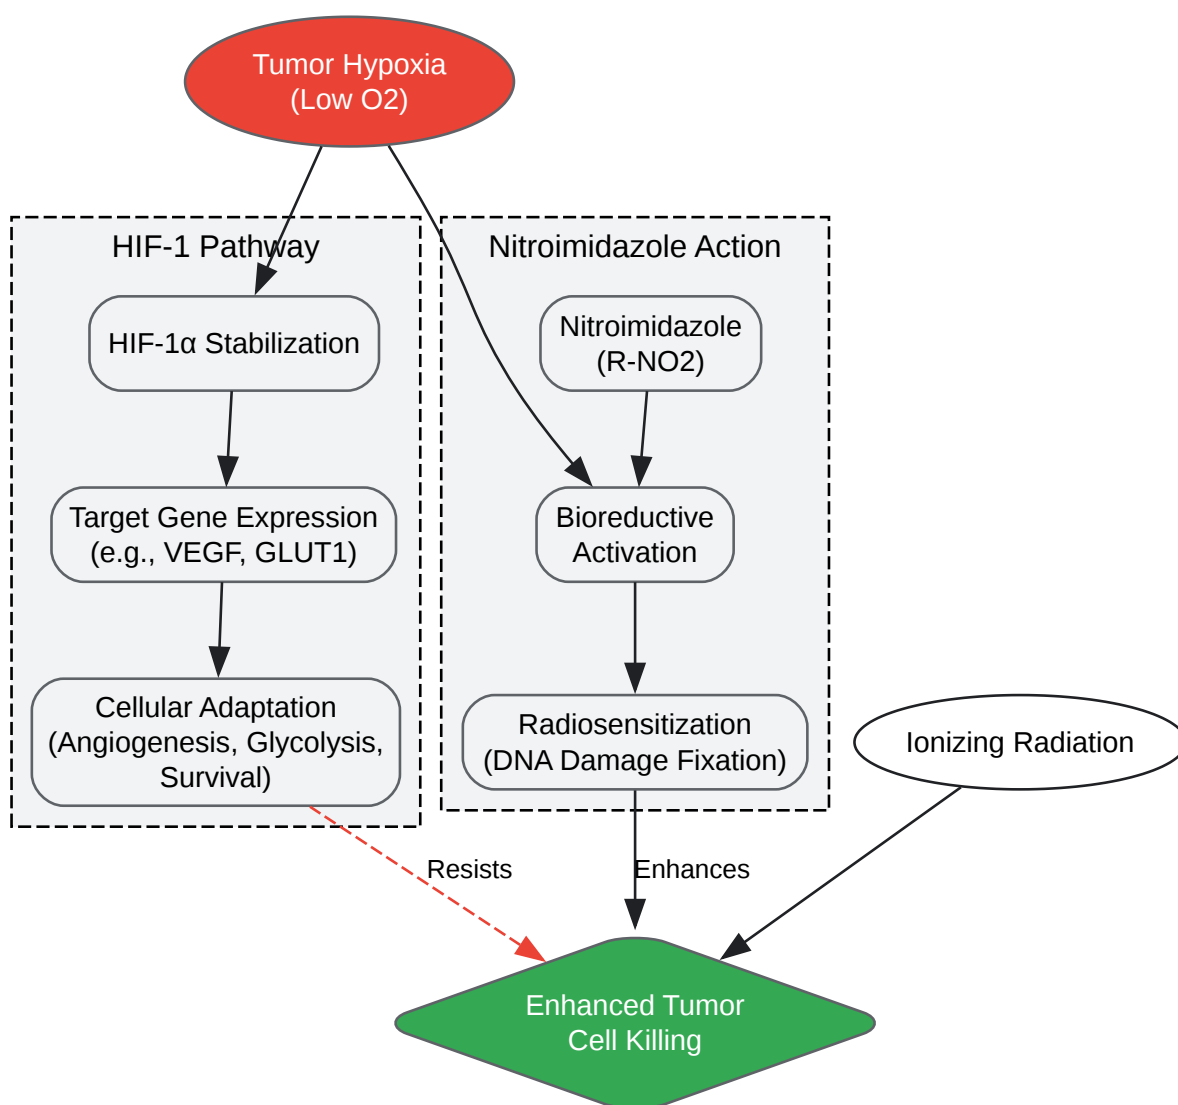 Tumor Hypoxia
(Low O2)
HIF-1 Pathway
HIF-1α Stabilization
Target Gene Expression
(e.g., VEGF, GLUT1)
Cellular Adaptation
(Angiogenesis, Glycolysis,
Survival)
Nitroimidazole Action
Nitroimidazole
(R-NO2)
Bioreductive
Activation
Radiosensitization
(DNA Damage Fixation)
Ionizing Radiation
Resists
Enhances
Enhanced Tumor
Cell Killing